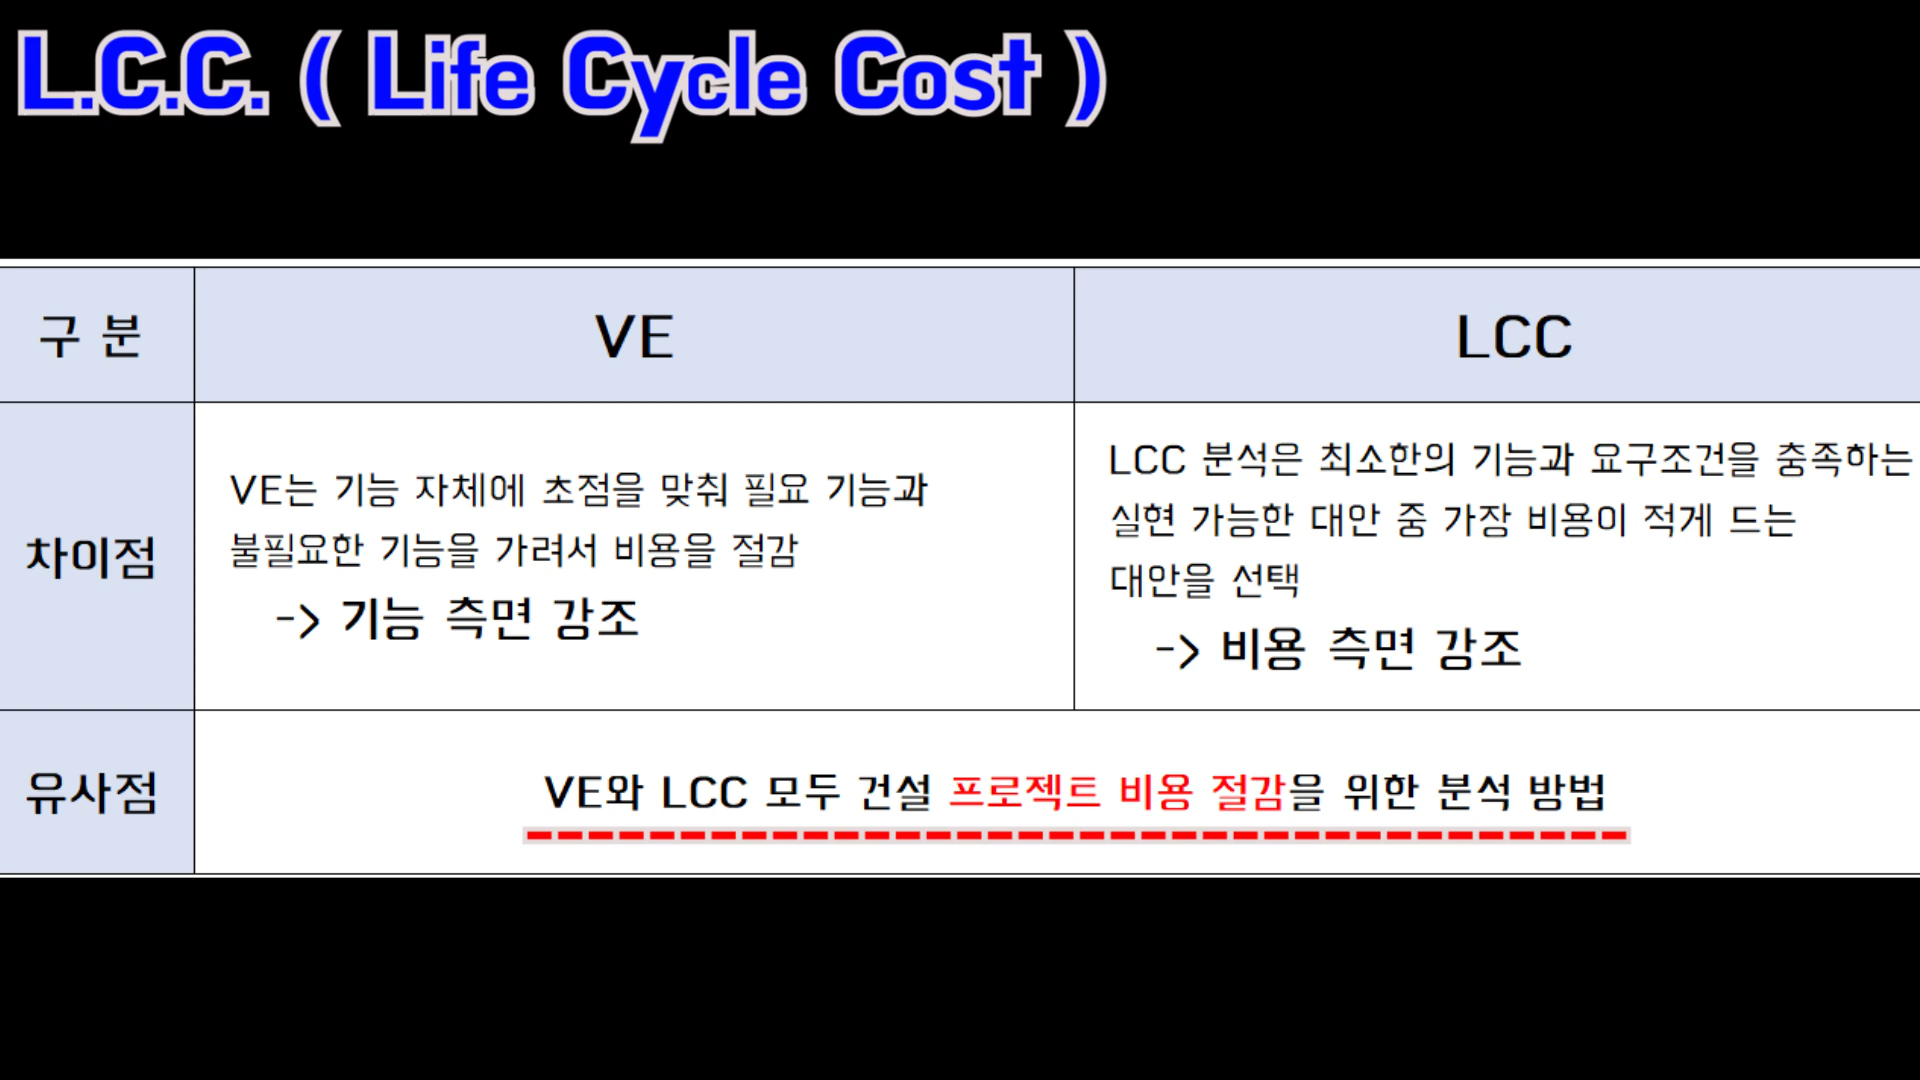 L.C.C. ( Life Cycle Cost )
구 분
VE
LCC
차이점
VE는 기능 자체에 초점을 맞춰 필요 기능과
불필요한 기능을 가려서 비용을 절감
-> 기능 측면 강조
LCC 분석은 최소한의 기능과 요구조건을 충족하는
실현 가능한 대안 중 가장 비용이 적게 드는
대안을 선택
-> 비용 측면 강조
유사점
VE와 LCC 모두 건설 프로젝트 비용 절감을 위한 분석 방법